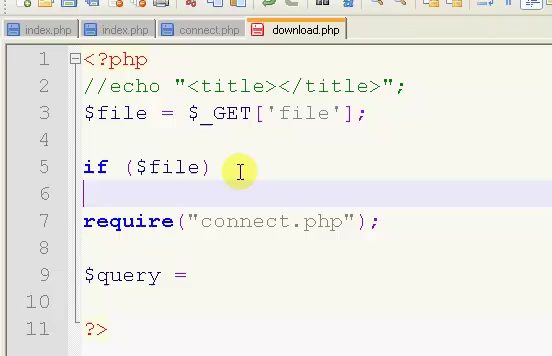 index.php index.php connect.php download.php
1 <?php
2 //echo "<title></title>";
3 $file = $_GET['file'];
4
5 if ($file)
6
7 require("connect.php");
8
9 $query =
10
11 ?>